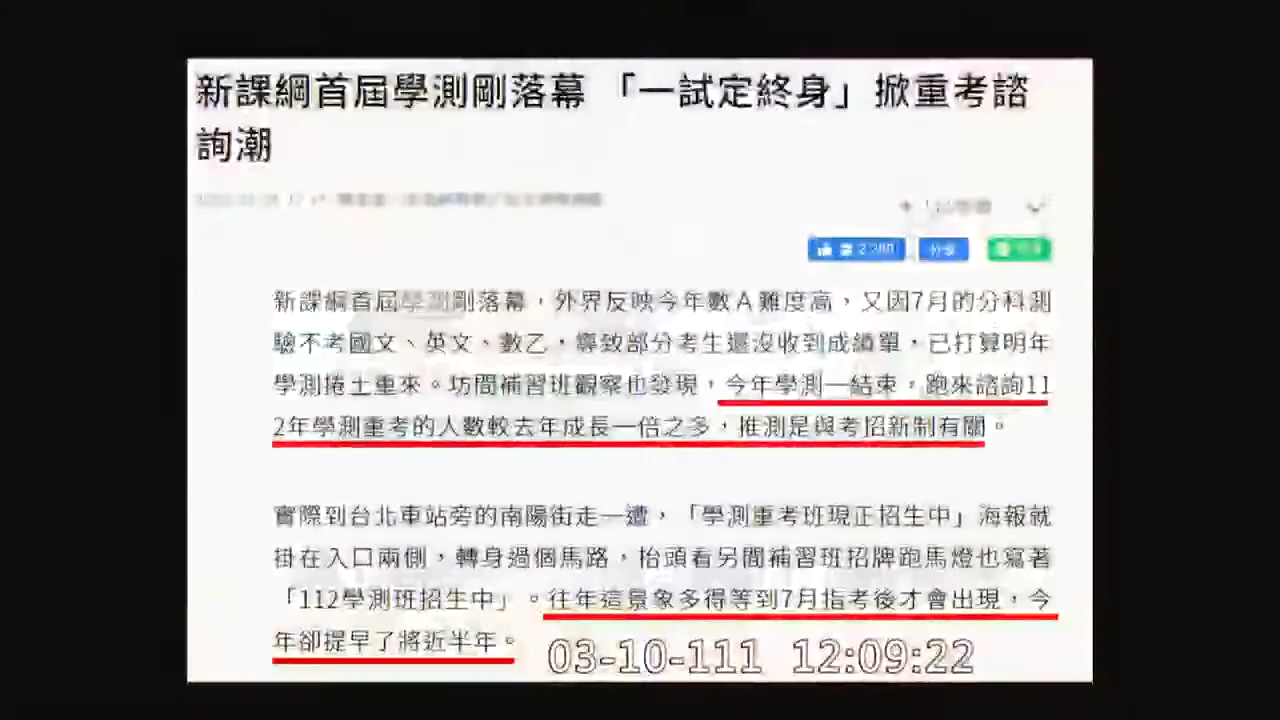 新課綱首屆學測剛落幕 「一試定終身」掀重考諮
詢潮
分享
新課綱首屆學測剛落幕，外界反映今年數A難度高，又因7月的分科測
驗不考國文、英文、數乙，導致部分考生還沒收到成績單，已打算明年
學測捲土重來。坊間補習班觀察也發現，今年學測一結束，跑來諮詢11
2年學測重考的人數較去年成長一倍之多，推測是與考招新制有關。
實際到台北車站旁的南陽街走一遭，「學測重考班現正招生中」海報就
掛在入口兩側，轉身過個馬路，抬頭看另間補習班招牌跑馬燈也寫著
「112學測班招生中」。往年這景象多得等到7月指考後才會出現，今
年卻提早了將近半年。
03-10-111 12:09:22